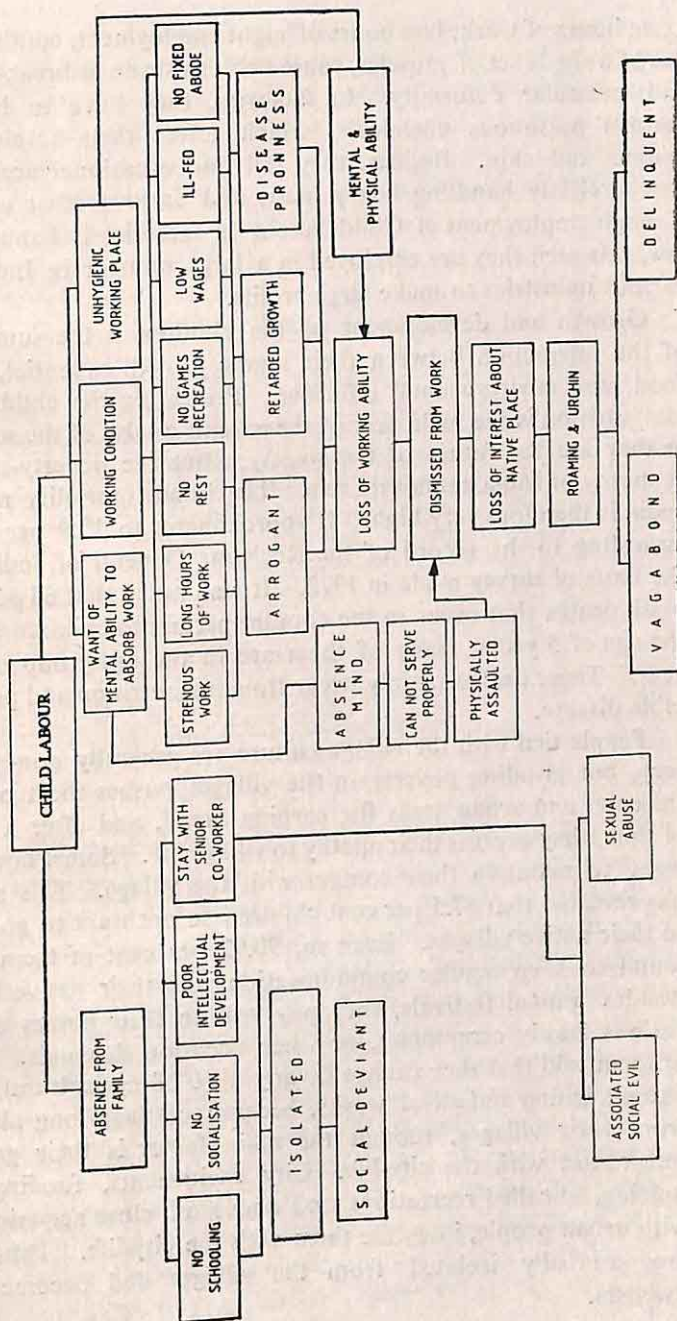 CHILD LABOUR
ABSENCE FROM
FAMILY
WANT OF
MENTAL ABILITY TO
ABSORB WORK
WORKING CONDITION
UNHYGIENIC
WORKING PLACE
NO
SCHOOLING
NO
SOCIALISATION
POOR
INTELLECTUAL
DEVELOPMENT
STAY WITH
SENIOR
CO-WORKER
STRENOUS
WORK
LONG HOURS
OF WORK
NO
REST
NO GAMES
RECREATION
LOW
WAGES
ILL-FED
NO FIXED
ABODE
ISOLATED
ARROGANT
RETARDED GROWTH
DISEASE
PRONNESS
SOCIAL DEVIANT
ABSENCE
MIND
LOSS OF WORKING ABILITY
MENTAL &
PHYSICAL ABILITY
CAN NOT SERVE
PROPERLY
DISMISSED FROM WORK
PHYSICALLY
ASSAULTED
LOSS OF INTEREST ABOUT
NATIVE PLACE
ROAMING & URCHIN
ASSOCIATED
SOCIAL EVIL
SEXUAL
ABUSE
VAGABOND
DELINQUENT